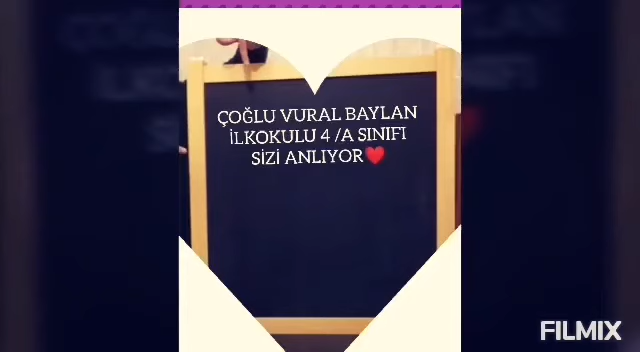 ÇOĞLU VURAL BAYLAN
İLKOKULU 4 /A SINIFI
SİZİ ANLIYOR❤️
FILMIX